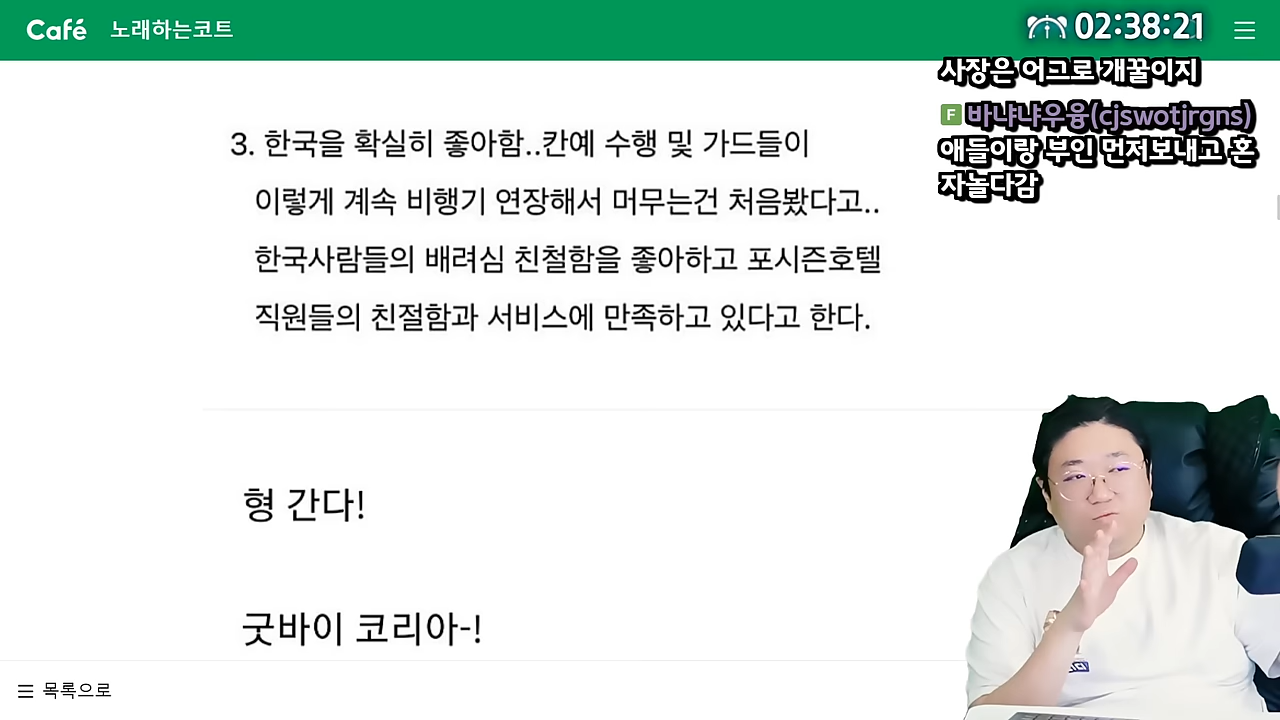 Café 노래하는코트
02:38:21
사장은 어그로 개꿀이지
F 바냐냐우융(cjswotjrgns)
애들이랑 부인 먼저보내고 혼
자놀다감
3. 한국을 확실히 좋아함..칸예 수행 및 가드들이
이렇게 계속 비행기 연장해서 머무는건 처음봤다고..
한국사람들의 배려심 친철함을 좋아하고 포시즌호텔
직원들의 친절함과 서비스에 만족하고 있다고 한다.
형 간다!
굿바이 코리아-!
목록으로